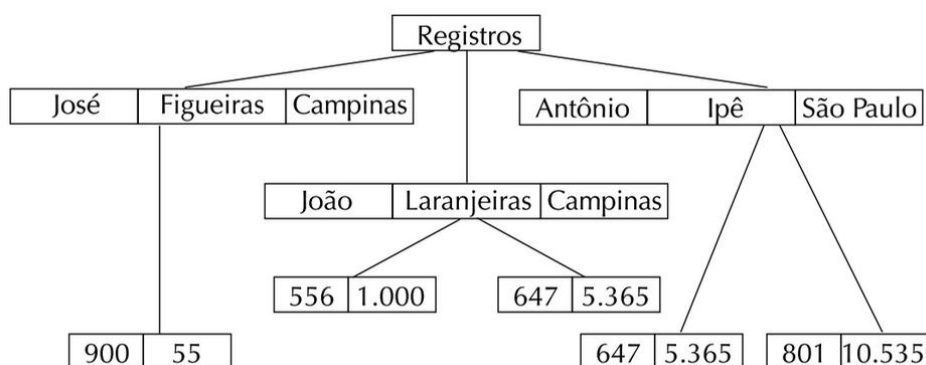 Registros
José Figueiras Campinas
Antônio Ipê São Paulo
João Laranjeiras Campinas
556 1.000
647 5.365
900 55
647 5.365
801 10.535